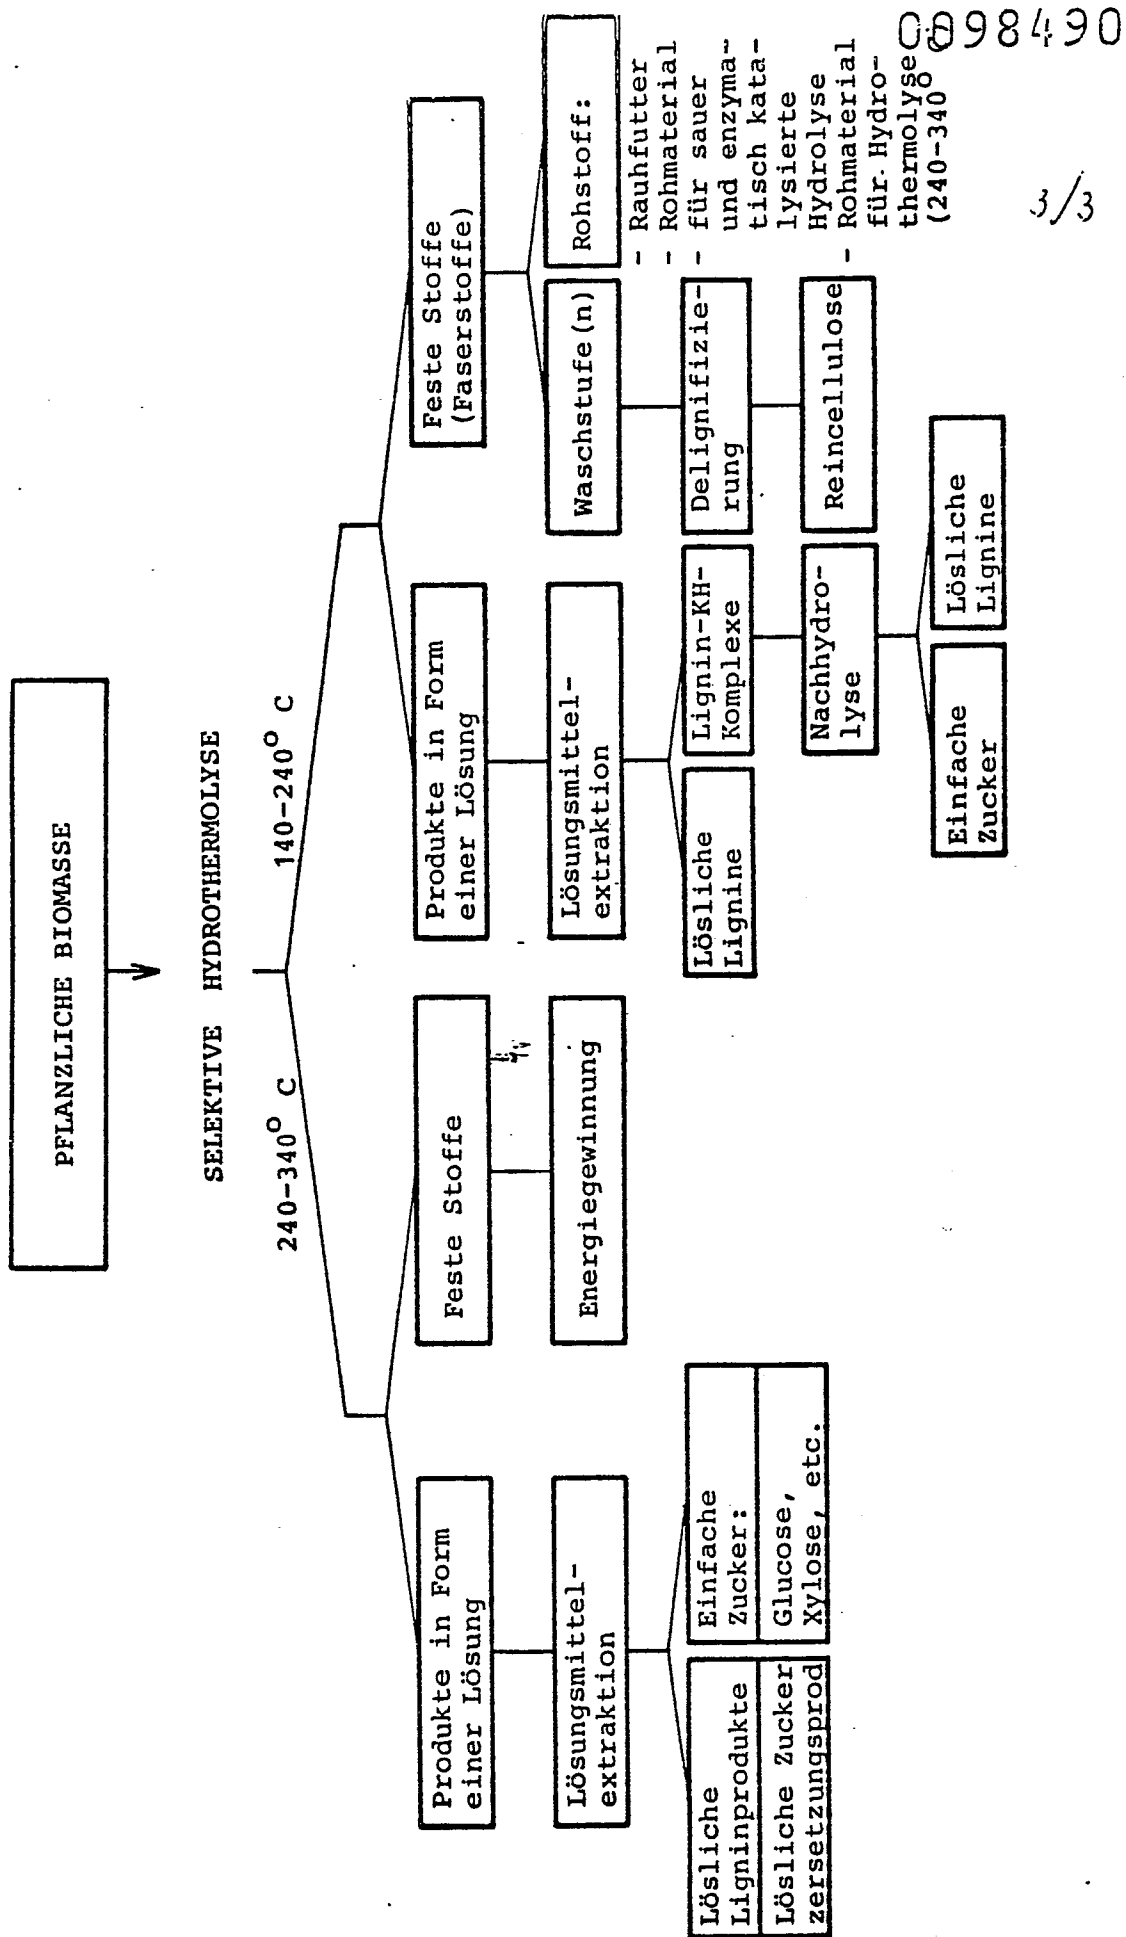 0098490
3/3
PFLANZLICHE BIOMASSE
SELEKTIVE HYDROTHERMOLYSE
240-340° C
140-240° C
Produkte in Form
einer Lösung
Feste Stoffe
Produkte in Form
einer Lösung
Feste Stoffe
(Faserstoffe)
Lösungsmittel-
extraktion
Energiegewinnung
Lösungsmittel-
extraktion
Waschstufe(n)
Rohstoff:
- Rauhfutter
- Rohmaterial
- für sauer
und enzyma-
tisch kata-
lysierte
Hydrolyse
- Rohmaterial
für Hydro-
thermolyse
(240-340°
Lösliche
Ligninprodukte
Einfache
Zucker:
Lösliche Zucker
zersetzungsprod
Glucose,
Xylose, etc.
Lösliche
Lignine
Lignin-KH-
Komplexe
Delignifizie-
rung
Nachhydro-
lyse
Reincellulose
Einfache
Zucker
Lösliche
Lignine